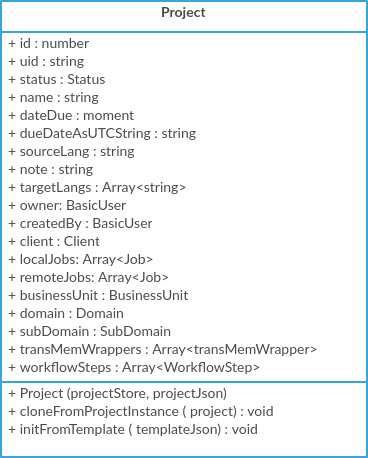 Project
+ id : number
+ uid : string
+ status : Status
+ name : string
+ dateDue : moment
+ dueDateAsUTCString : string
+ sourceLang : string
+ note : string
+ targetLangs : Array<string>
+ owner: BasicUser
+ createdBy : BasicUser
+ client : Client
+ localJobs: Array<Job>
+ remoteJobs: Array<Job>
+ businessUnit : BusinessUnit
+ domain : Domain
+ subDomain : SubDomain
+ transMemWrappers : Array<transMemWrapper>
+ workflowSteps : Array<WorkflowStep>
+ Project (projectStore, projectJson)
+ cloneFromProjectInstance ( project) : void
+ initFromTemplate ( templateJson) : void